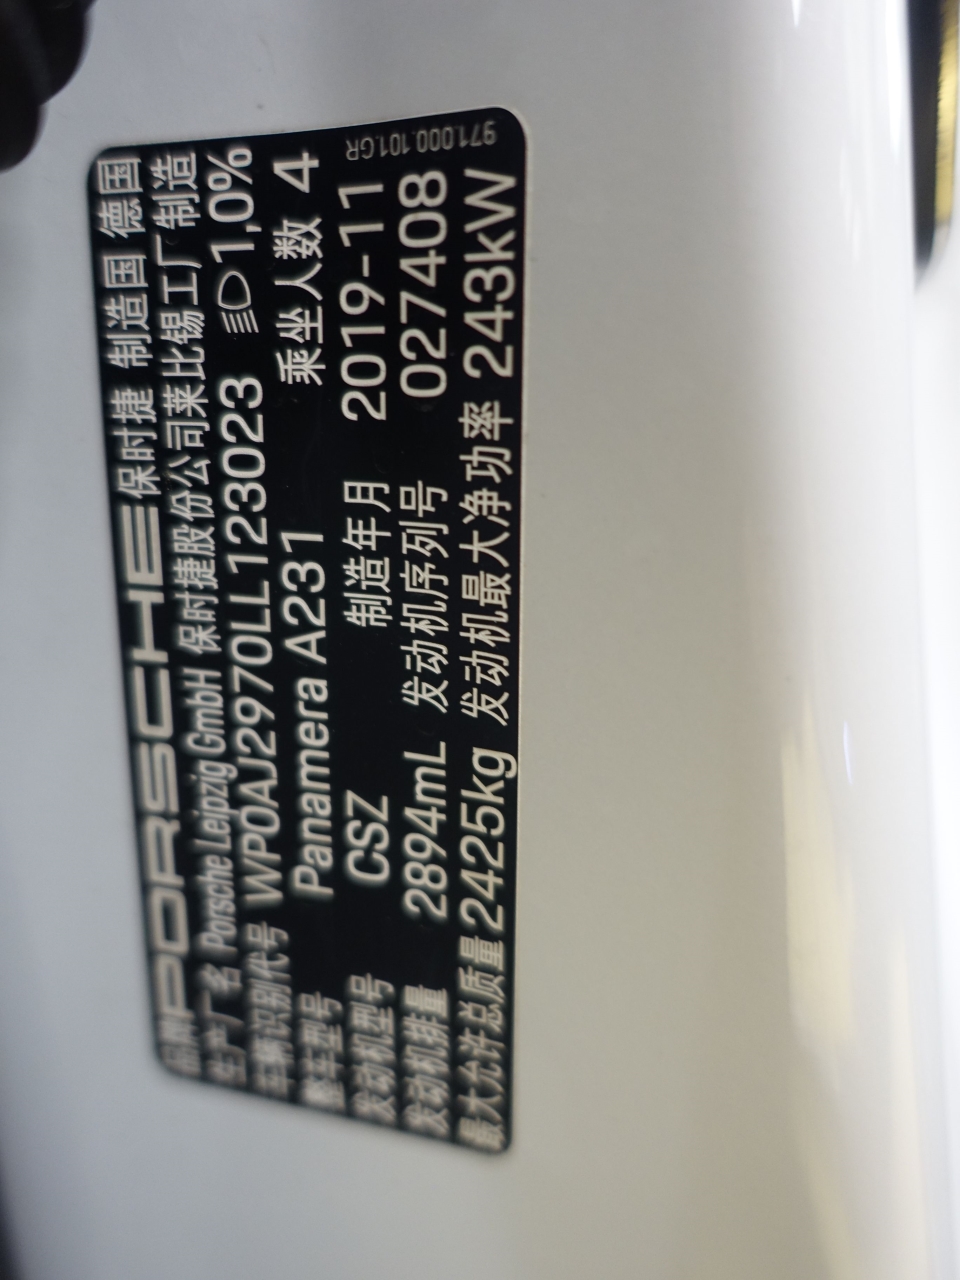 品牌 PORSCHE 保时捷 制造国 德国
生产厂名 Porsche Leipzig GmbH 保时捷股份公司莱比锡工厂制造
车辆识别代号 WP0AJ2970LL123023 1,0%
整车型号 Panamera A231 乘坐人数 4
发动机型号 CSZ 制造年月 2019-11
发动机排量 2894mL 发动机序列号 027408
最大允许总质量 2425kg 发动机最大净功率 243kW
971.000.101.GR